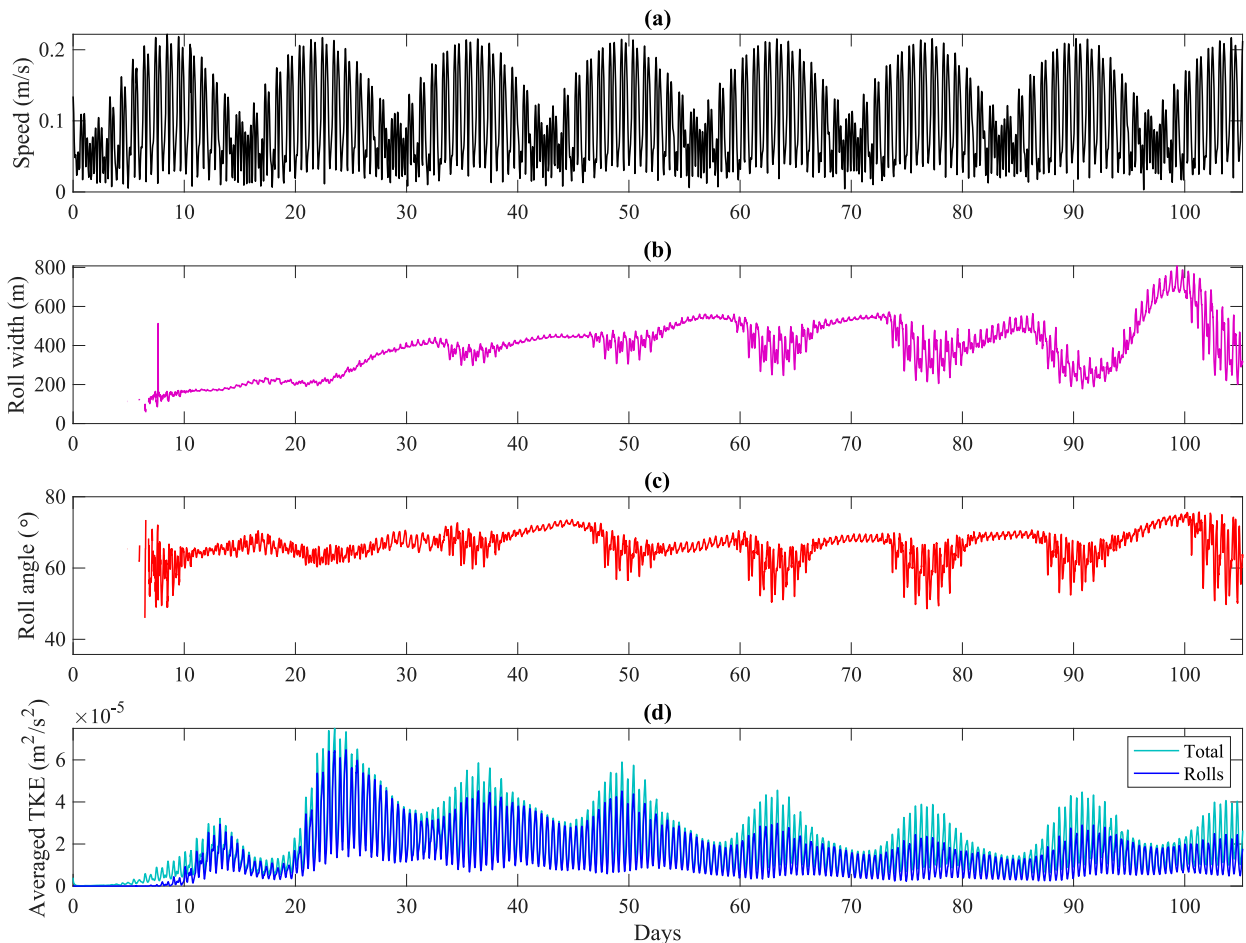 (a)
Speed (m/s)
0.2
0.1
0
0 10 20 30 40 50 60 70 80 90 100
(b)
Roll width (m)
800
600
400
200
0
0 10 20 30 40 50 60 70 80 90 100
(c)
Roll angle (°)
80
60
40
0 10 20 30 40 50 60 70 80 90 100
(d)
×10⁻⁵
Averaged TKE (m²/s²)
6
4
2
0
Total
Rolls
0 10 20 30 40 50 60 70 80 90 100
Days